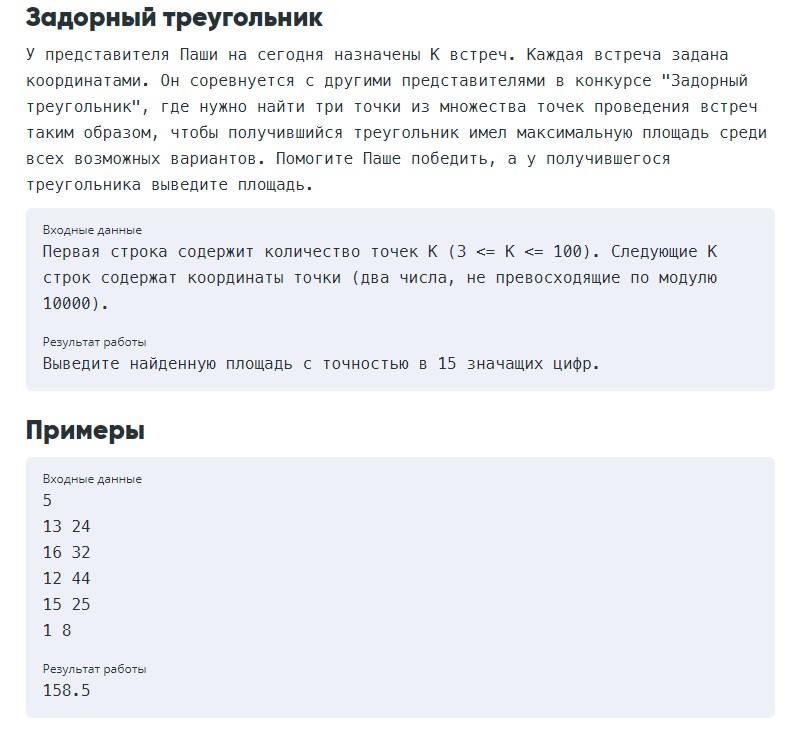 Задорный треугольник
У представителя Паши на сегодня назначены К встреч. Каждая встреча задана
координатами. Он соревнуется с другими представителями в конкурсе "Задорный
треугольник", где нужно найти три точки из множества точек проведения встреч
таким образом, чтобы получившийся треугольник имел максимальную площадь среди
всех возможных вариантов. Помогите Паше победить, а у получившегося
треугольника выведите площадь.
Входные данные
Первая строка содержит количество точек К (3 <= К <= 100). Следующие К
строк содержат координаты точки (два числа, не превосходящие по модулю
10000).
Результат работы
Выведите найденную площадь с точностью в 15 значащих цифр.
Примеры
Входные данные
5
13 24
16 32
12 44
15 25
1 8
Результат работы
158.5